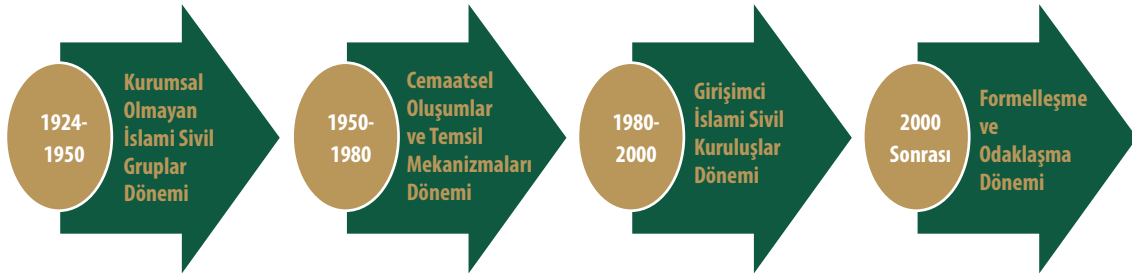 1924-
1950
Kurumsal
Olmayan
İslami Sivil
Gruplar
Dönemi
1950-
1980
Cemaatsel
Oluşumlar
ve Temsil
Mekanizmaları
Dönemi
1980-
2000
Girişimci
İslami Sivil
Kuruluşlar
Dönemi
2000
Sonrası
Formelleşme
ve
Odaklaşma
Dönemi